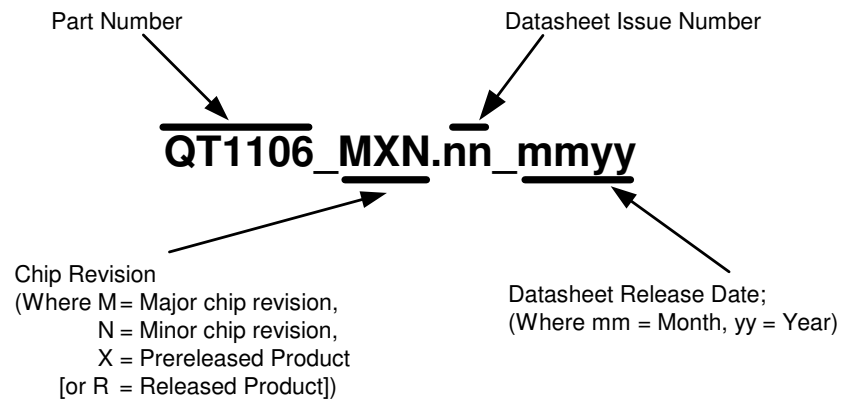 Part Number
Datasheet Issue Number
QT1106_MXN.nn_mmyy
Chip Revision
(Where M = Major chip revision,
N = Minor chip revision,
X = Prereleased Product
[or R = Released Product])
Datasheet Release Date;
(Where mm = Month, yy = Year)